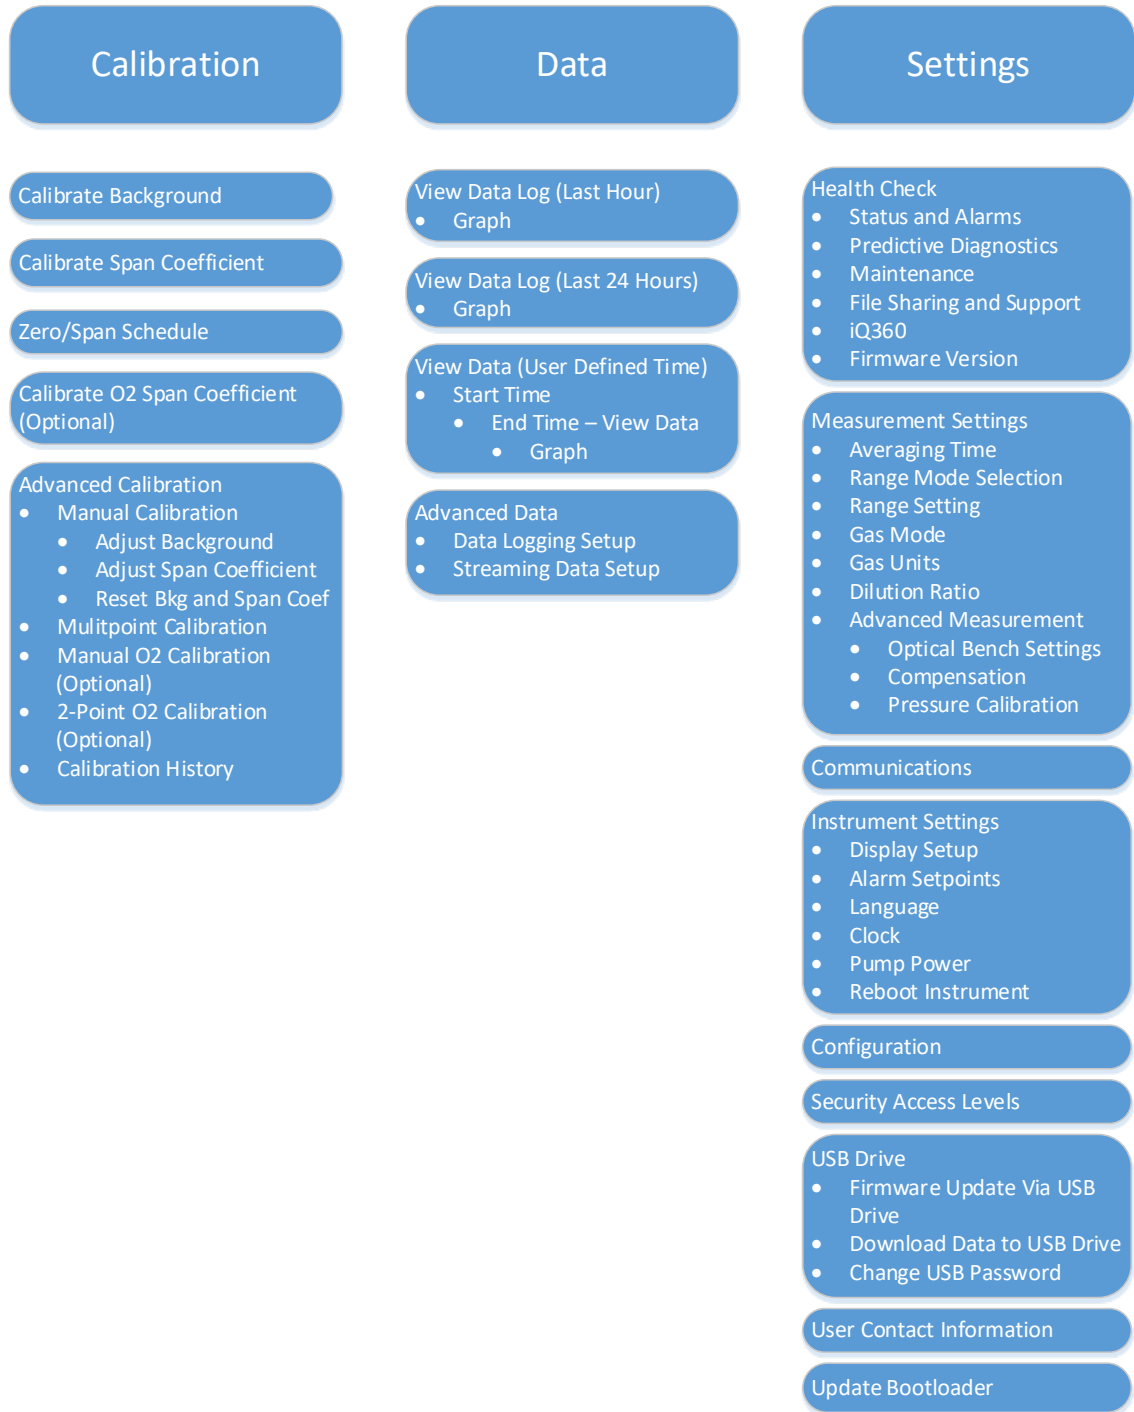 Calibration
Calibrate Background
Calibrate Span Coefficient
Zero/Span Schedule
Calibrate O2 Span Coefficient
(Optional)
Advanced Calibration
• Manual Calibration
• Adjust Background
• Adjust Span Coefficient
• Reset Bkg and Span Coef
• Mulitpoint Calibration
• Manual O2 Calibration
(Optional)
• 2-Point O2 Calibration
(Optional)
• Calibration History
Data
View Data Log (Last Hour)
• Graph
View Data Log (Last 24 Hours)
• Graph
View Data (User Defined Time)
• Start Time
• End Time – View Data
• Graph
Advanced Data
• Data Logging Setup
• Streaming Data Setup
Settings
Health Check
• Status and Alarms
• Predictive Diagnostics
• Maintenance
• File Sharing and Support
• iQ360
• Firmware Version
Measurement Settings
• Averaging Time
• Range Mode Selection
• Range Setting
• Gas Mode
• Gas Units
• Dilution Ratio
• Advanced Measurement
• Optical Bench Settings
• Compensation
• Pressure Calibration
Communications
Instrument Settings
• Display Setup
• Alarm Setpoints
• Language
• Clock
• Pump Power
• Reboot Instrument
Configuration
Security Access Levels
USB Drive
• Firmware Update Via USB
Drive
• Download Data to USB Drive
• Change USB Password
User Contact Information
Update Bootloader